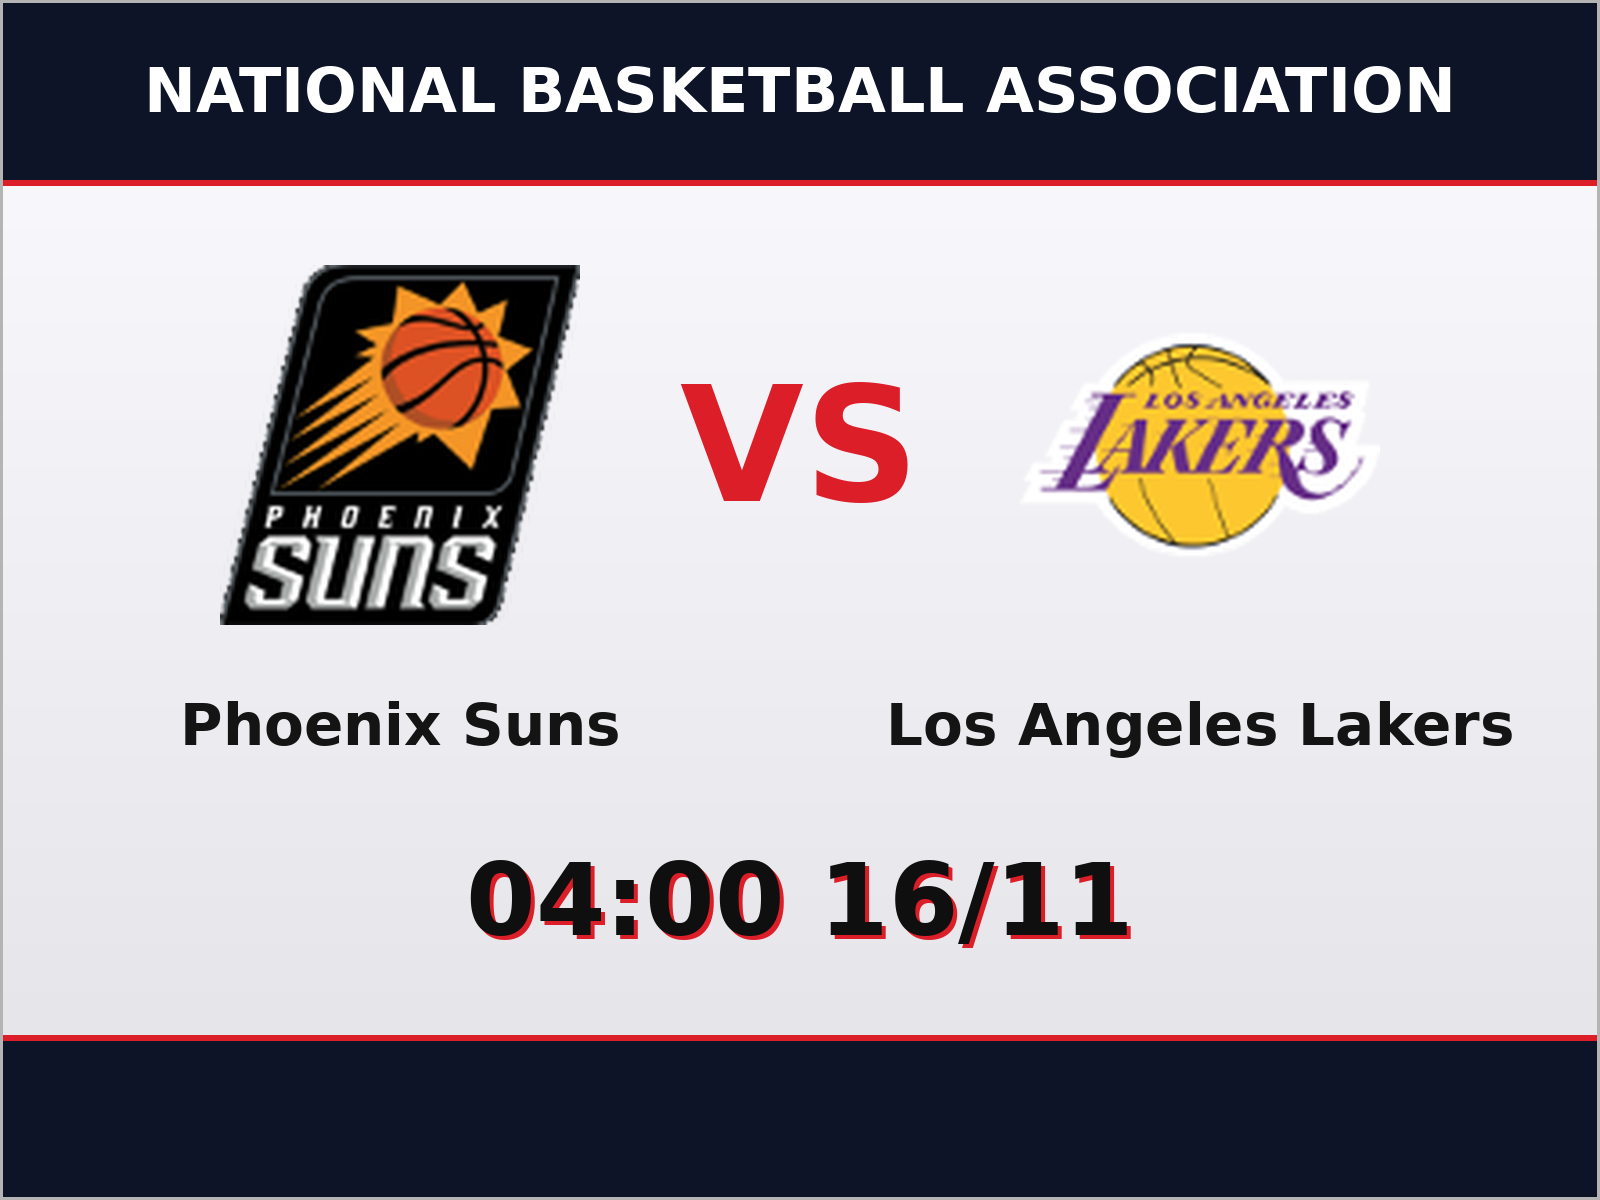 NATIONAL BASKETBALL ASSOCIATION
PHOENIX
SUNS
VS
LOS ANGELES
LAKERS
Phoenix Suns
Los Angeles Lakers
04:00 16/11